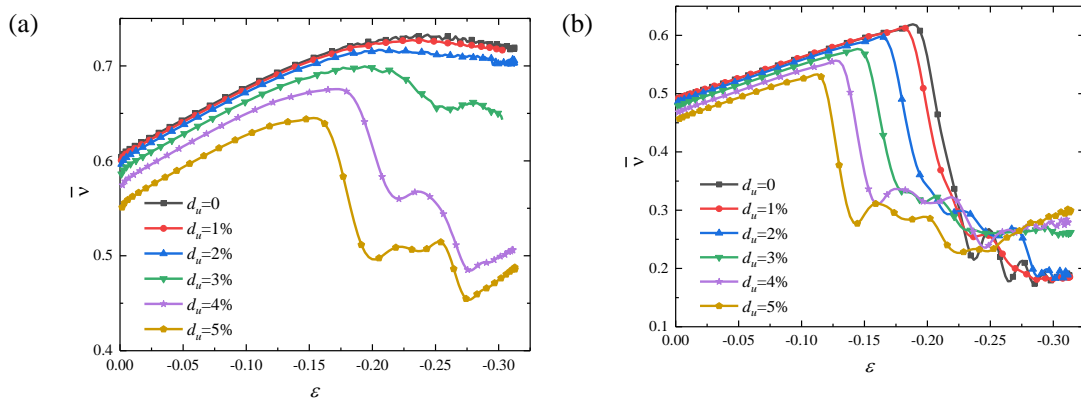 (a)
0.7
0.6
0.5
0.4
ν̄
d_u=0
d_u=1%
d_u=2%
d_u=3%
d_u=4%
d_u=5%
0.00 -0.05 -0.10 -0.15 -0.20 -0.25 -0.30
ε
(b)
0.6
0.5
0.4
0.3
0.2
0.1
ν̄
d_u=0
d_u=1%
d_u=2%
d_u=3%
d_u=4%
d_u=5%
0.00 -0.05 -0.10 -0.15 -0.20 -0.25 -0.30
ε